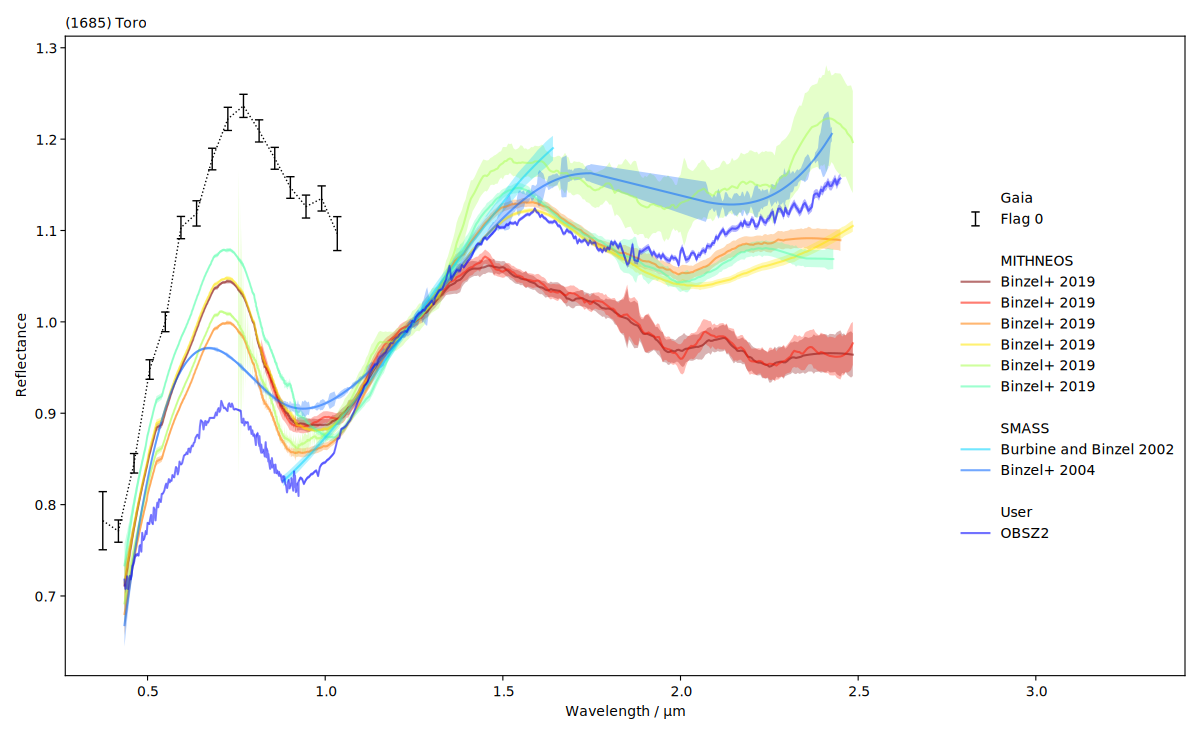 (1685) Toro
1.3
1.2
1.1
1.0
0.9
0.8
0.7
Reflectance
0.5
1.0
1.5
2.0
2.5
3.0
Wavelength / µm
Gaia
Flag 0
MITHNEOS
Binzel+ 2019
Binzel+ 2019
Binzel+ 2019
Binzel+ 2019
Binzel+ 2019
Binzel+ 2019
SMASS
Burbine and Binzel 2002
Binzel+ 2004
User
OBSZ2